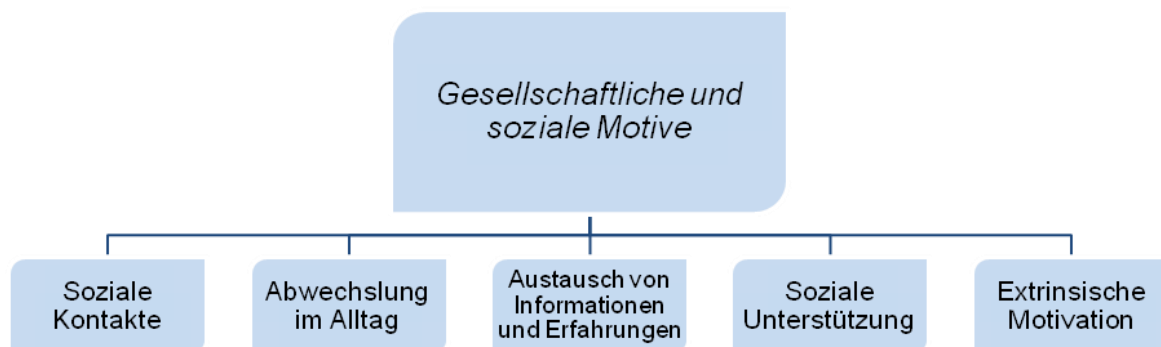 Gesellschaftliche und
soziale Motive
Soziale
Kontakte
Abwechslung
im Alltag
Austausch von
Informationen
und Erfahrungen
Soziale
Unterstützung
Extrinsische
Motivation